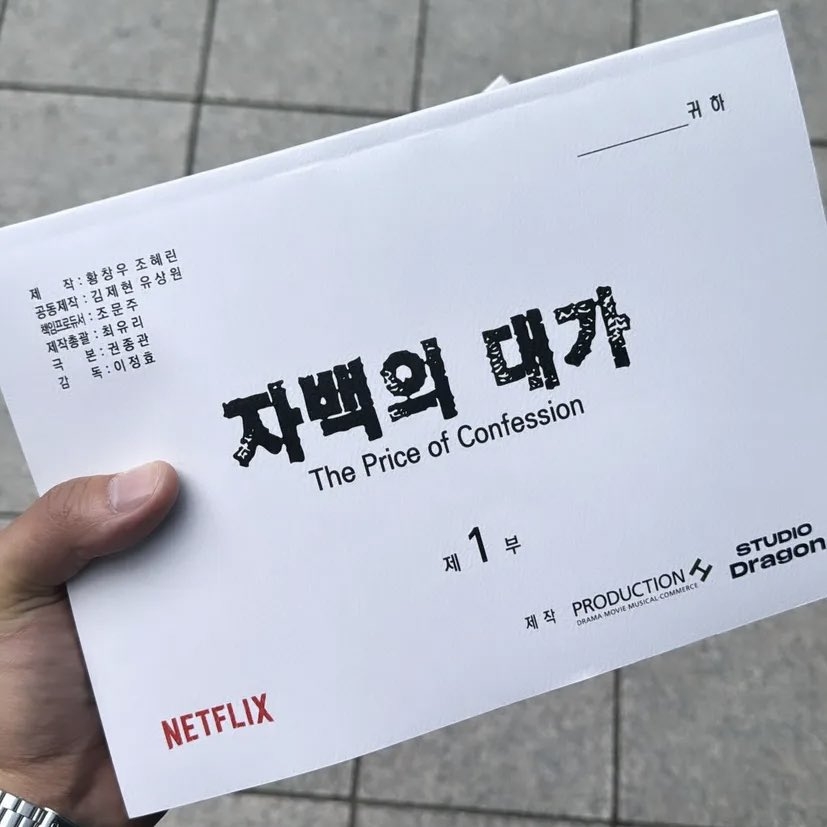 귀 하
제 작 : 황창우 조혜린
공동제작 : 김제현 유상원
책임프로듀서 : 조문주
제작총괄 : 최유리
극 본 : 권종관
감 독 : 이정효
자백의 대가
The Price of Confession
제 1 부
제 작 PRODUCTION H
DRAMA·MOVIE·MUSICAL·COMMERCE
STUDIO
Dragon
NETFLIX